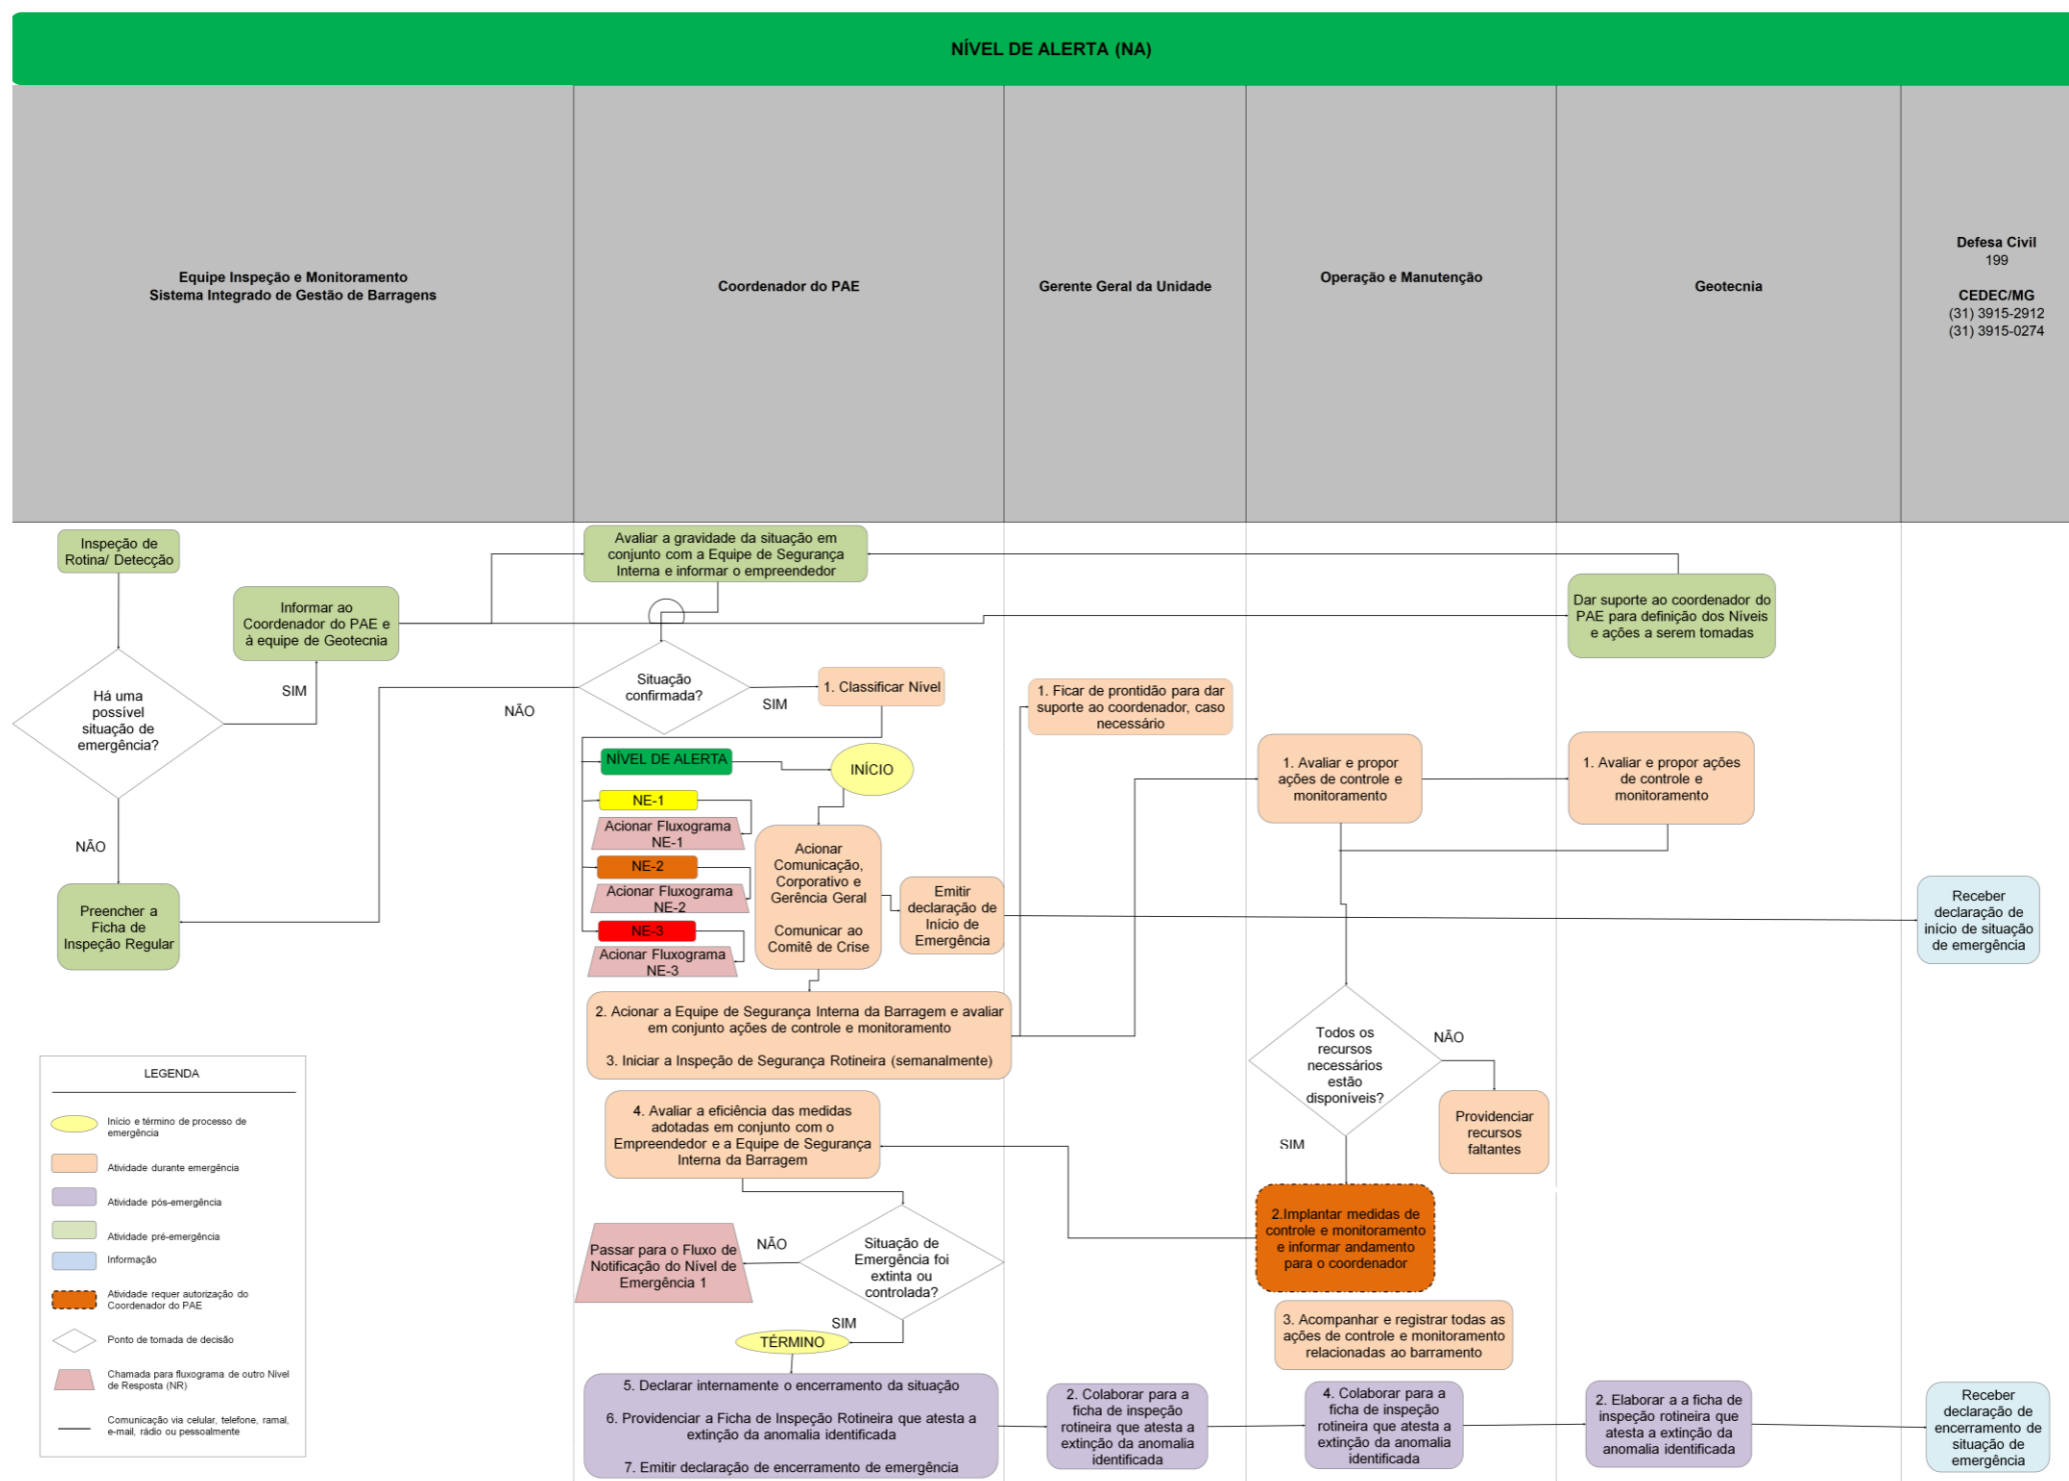 NÍVEL DE ALERTA (NA)
Equipe Inspeção e Monitoramento
Sistema Integrado de Gestão de Barragens
Coordenador do PAE
Gerente Geral da Unidade
Operação e Manutenção
Geotecnia
Defesa Civil
199
CEDEC/MG
(31) 3915-2912
(31) 3915-0274
Inspeção de
Rotina/ Detecção
Informar ao
Coordenador do PAE e
à equipe de Geotecnia
Há uma
possível
situação de
emergência?
SIM
NÃO
Preencher a
Ficha de
Inspeção Regular
Avaliar a gravidade da situação em
conjunto com a Equipe de Segurança
Interna e informar o empreendedor
Dar suporte ao coordenador do
PAE para definição dos Níveis
e ações a serem tomadas
Situação
confirmada?
NÃO
SIM
1. Classificar Nível
NÍVEL DE ALERTA
INÍCIO
NE-1
Acionar Fluxograma
NE-1
NE-2
Acionar Fluxograma
NE-2
NE-3
Acionar Fluxograma
NE-3
Acionar
Comunicação,
Corporativo e
Gerência Geral
Comunicar ao
Comitê de Crise
Emitir
declaração de
Início de
Emergência
1. Ficar de prontidão para dar
suporte ao coordenador, caso
necessário
1. Avaliar e propor
ações de controle e
monitoramento
1. Avaliar e propor ações
de controle e
monitoramento
Receber
declaração de
início de situação
de emergência
2. Acionar a Equipe de Segurança Interna da Barragem e avaliar
em conjunto ações de controle e monitoramento
3. Iniciar a Inspeção de Segurança Rotineira (semanalmente)
Todos os
recursos
necessários
estão
disponíveis?
NÃO
Providenciar
recursos
faltantes
SIM
4. Avaliar a eficiência das medidas
adotadas em conjunto com o
Empreendedor e a Equipe de Segurança
Interna da Barragem
2.Implantar medidas de
controle e monitoramento
e informar andamento
para o coordenador
Situação de
Emergência foi
extinta ou
controlada?
NÃO
Passar para o Fluxo de
Notificação do Nível de
Emergência 1
SIM
TÉRMINO
3. Acompanhar e registrar todas as
ações de controle e monitoramento
relacionadas ao barramento
5. Declarar internamente o encerramento da situação
6. Providenciar a Ficha de Inspeção Rotineira que atesta a
extinção da anomalia identificada
7. Emitir declaração de encerramento de emergência
2. Colaborar para a
ficha de inspeção
rotineira que atesta a
extinção da anomalia
identificada
4. Colaborar para a
ficha de inspeção
rotineira que atesta a
extinção da anomalia
identificada
2. Elaborar a a ficha de
inspeção rotineira que
atesta a extinção da
anomalia identificada
Receber
declaração de
encerramento de
situação de
emergência
LEGENDA
Início e término de processo de
emergência
Atividade durante emergência
Atividade pós-emergência
Atividade pré-emergência
Informação
Atividade requer autorização do
Coordenador do PAE
Ponto de tomada de decisão
Chamada para fluxograma de outro Nível
de Resposta (NR)
Comunicação via celular, telefone, ramal,
e-mail, rádio ou pessoalmente